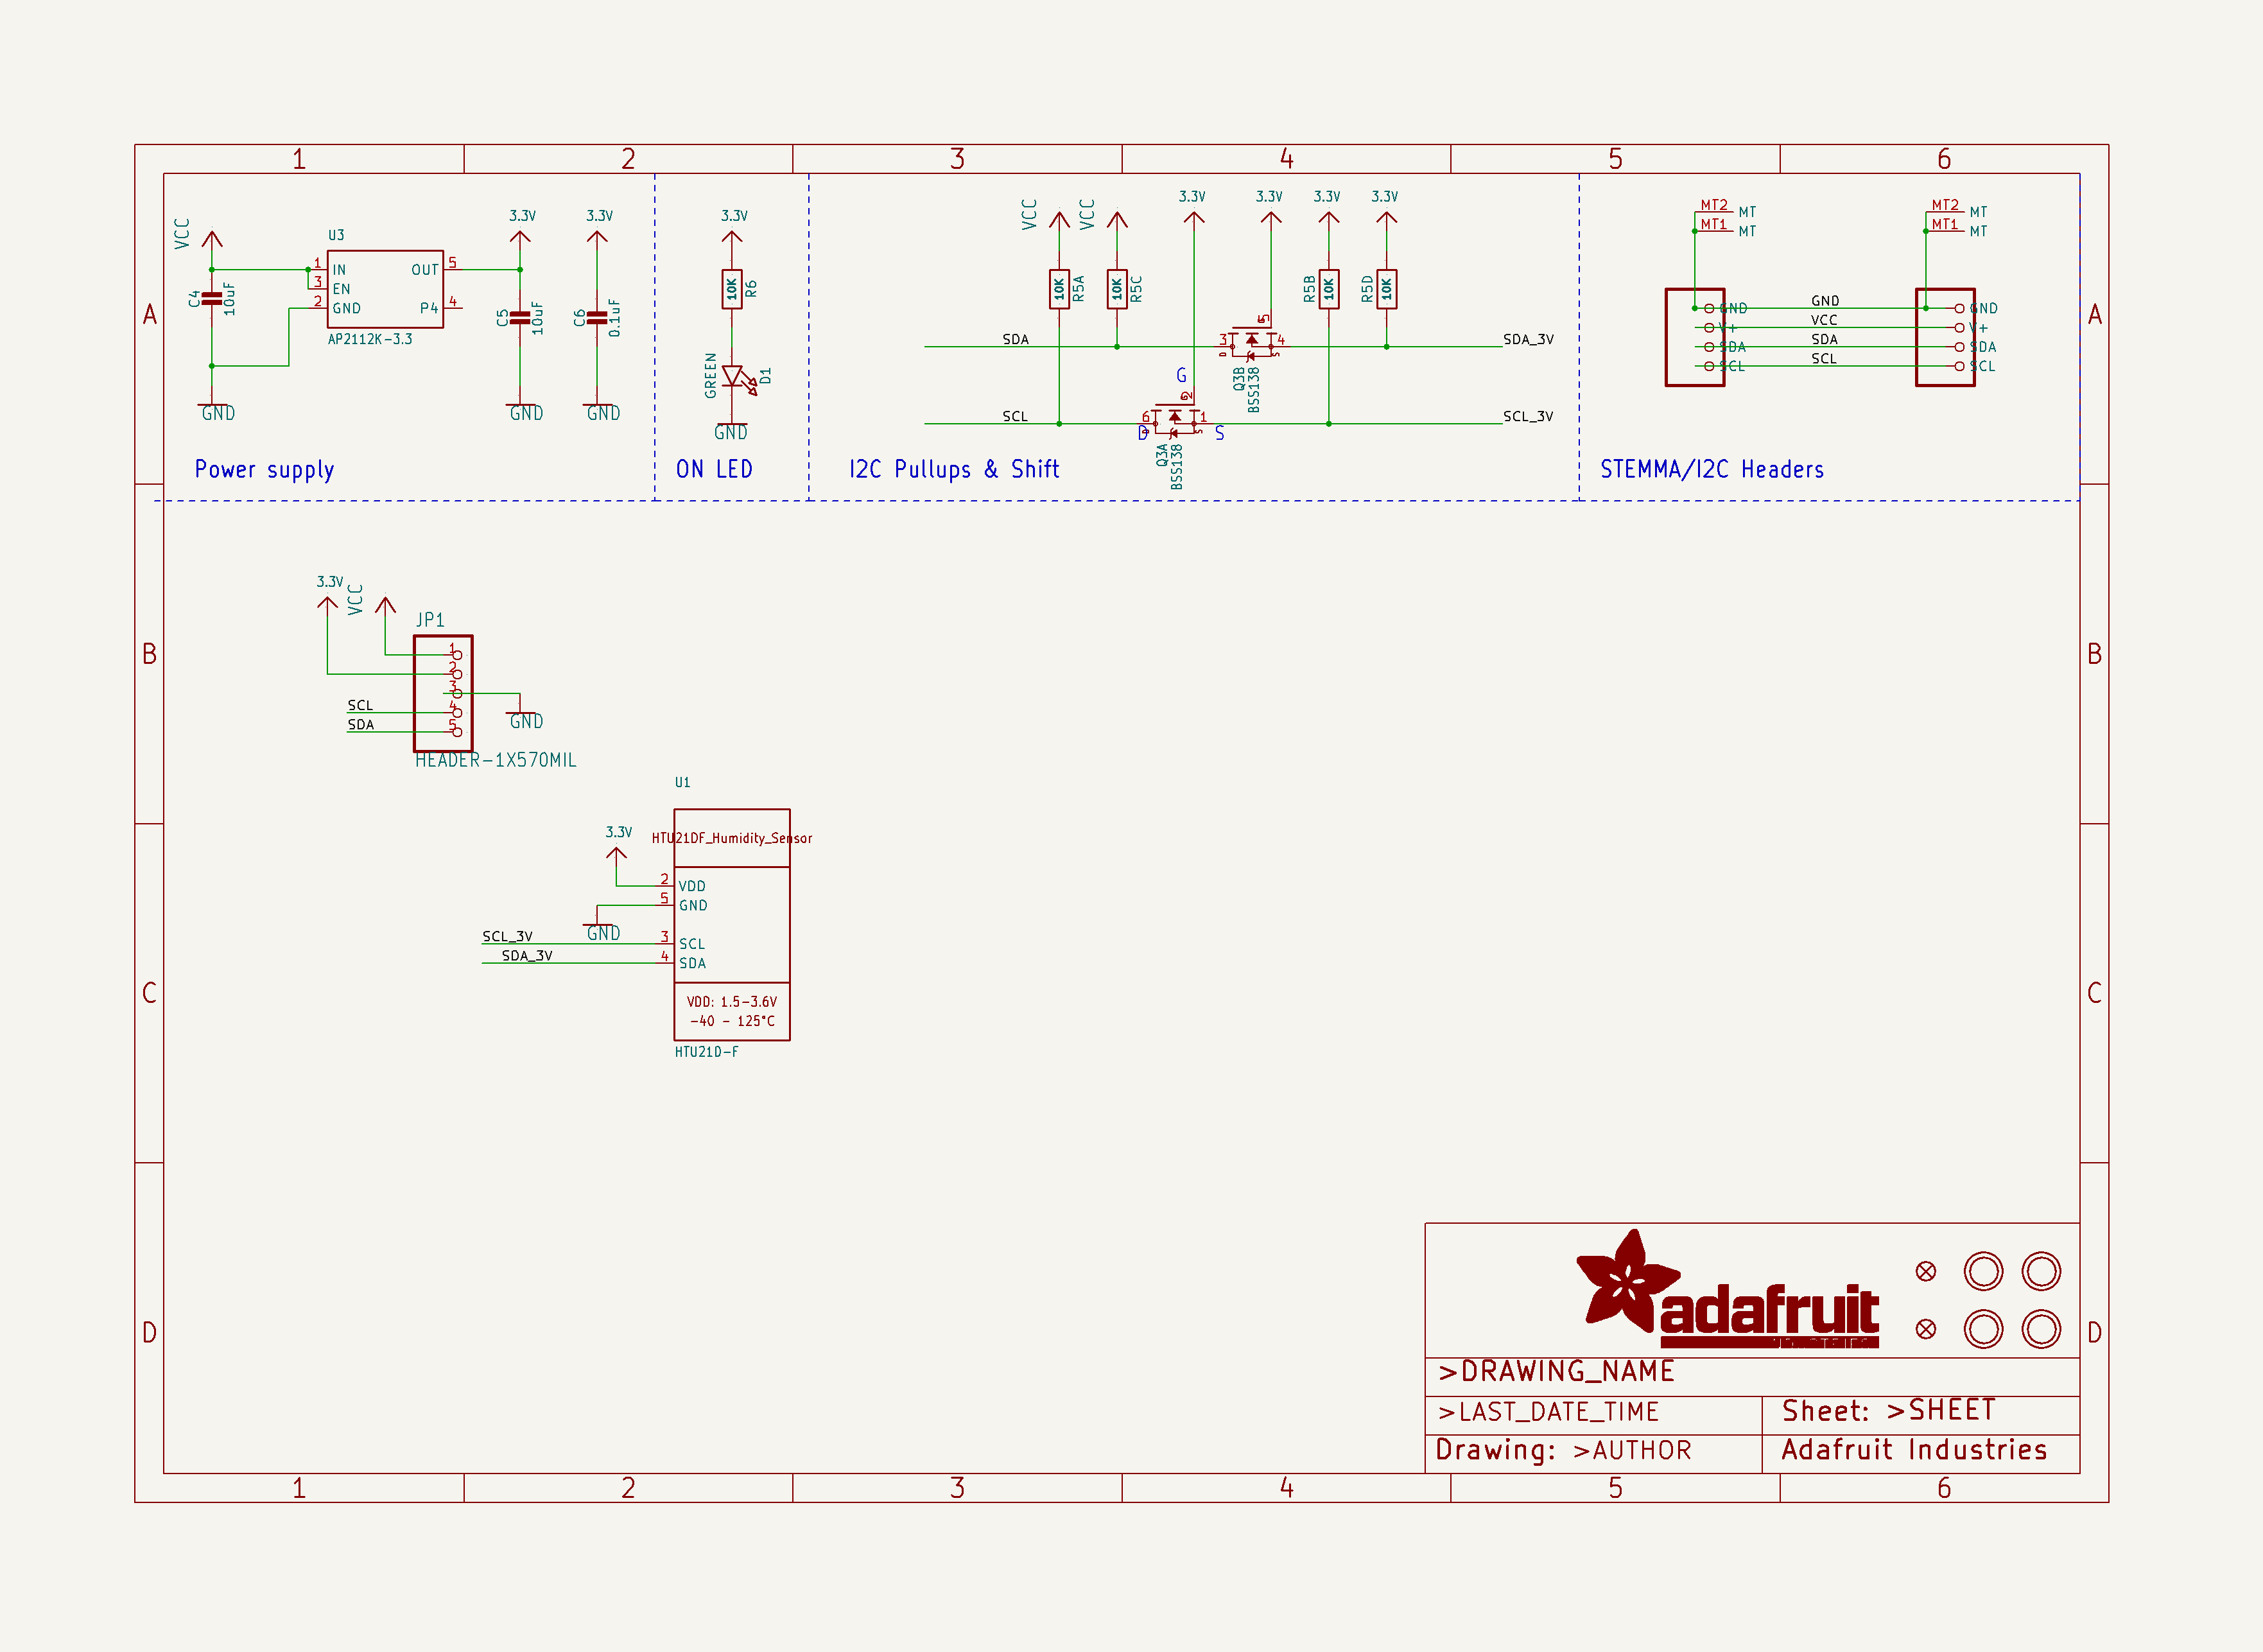 1 2 3 4 5 6
A
VCC
C4
10uF
GND
U3
1 IN
3 EN
2 GND
OUT 5
P4 4
AP2112K-3.3
3.3V
C5
10uF
GND
3.3V
C6
0.1uF
GND
Power supply
3.3V
10K
R6
GREEN
D1
GND
ON LED
VCC
10K
R5A
VCC
10K
R5C
3.3V
3.3V
3.3V
R5B
10K
3.3V
R5D
10K
SDA
3
D
5
G
4
S
SDA_3V
Q3B
BSS138
G
SCL
6
D
D
2
G
1
S
S
SCL_3V
Q3A
BSS138
I2C Pullups & Shift
MT2 MT
MT1 MT
GND
V+
SDA
SCL
GND
VCC
SDA
SCL
MT2 MT
MT1 MT
GND
V+
SDA
SCL
STEMMA/I2C Headers
A
B
3.3V
VCC
JP1
1
2
3
SCL 4
SDA 5
GND
HEADER-1X570MIL
B
U1
HTU21DF_Humidity_Sensor
3.3V
2 VDD
5 GND
GND
SCL_3V 3 SCL
SDA_3V 4 SDA
VDD: 1.5-3.6V
-40 - 125°C
HTU21D-F
C
C
D
adafruit
>DRAWING_NAME
>LAST_DATE_TIME
Sheet: >SHEET
Drawing: >AUTHOR
Adafruit Industries
D
1 2 3 4 5 6